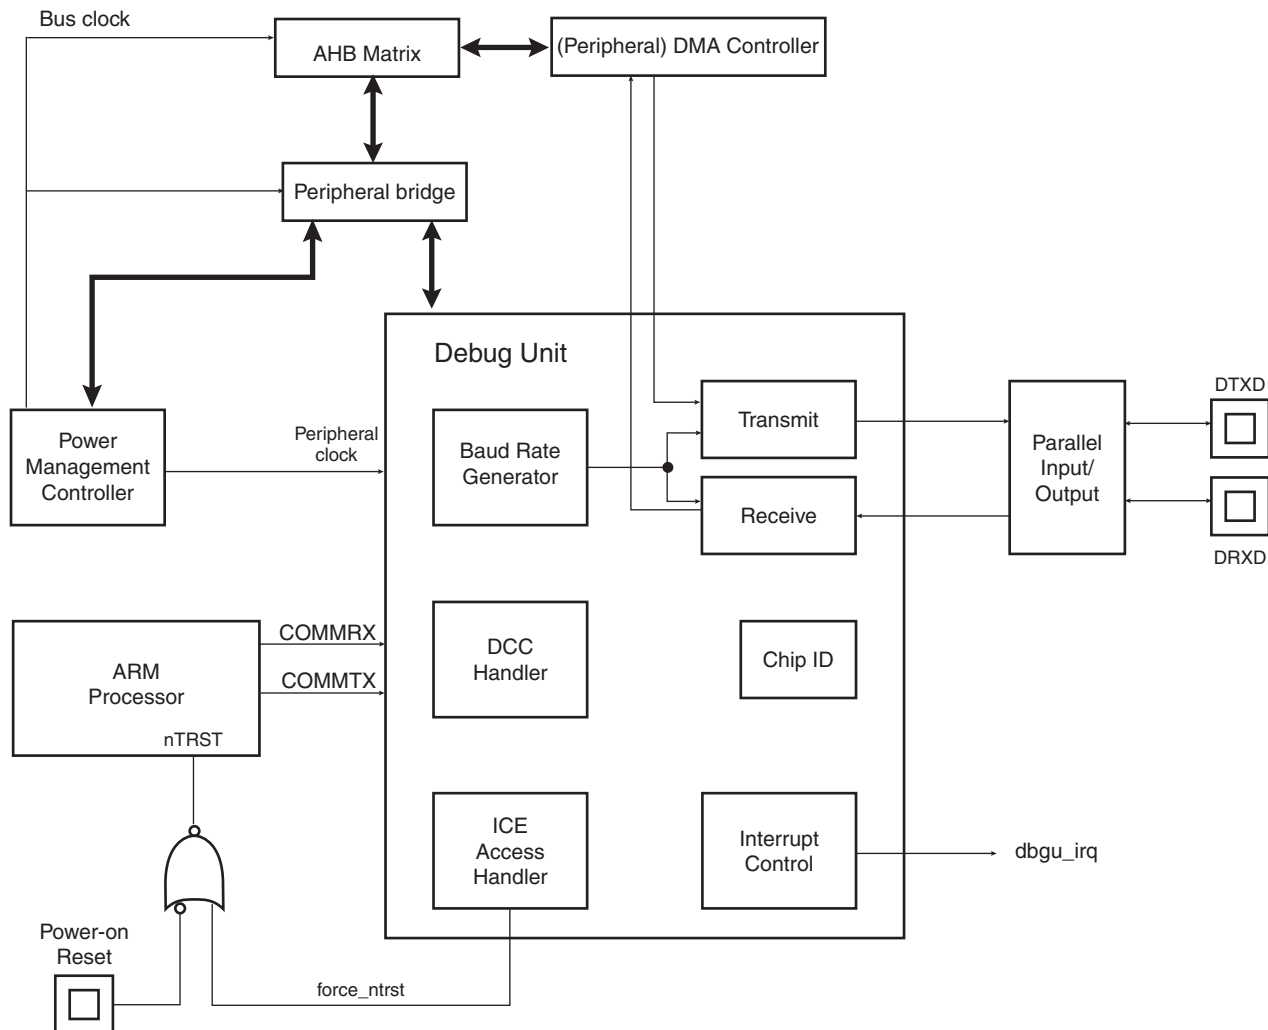 Bus clock
AHB Matrix
(Peripheral) DMA Controller
Peripheral bridge
Debug Unit
Power
Management
Controller
Peripheral
clock
Baud Rate
Generator
Transmit
Receive
Parallel
Input/
Output
DTXD
DRXD
ARM
Processor
nTRST
COMMRX
COMMTX
DCC
Handler
Chip ID
ICE
Access
Handler
Interrupt
Control
dbgu_irq
Power-on
Reset
force_ntrst